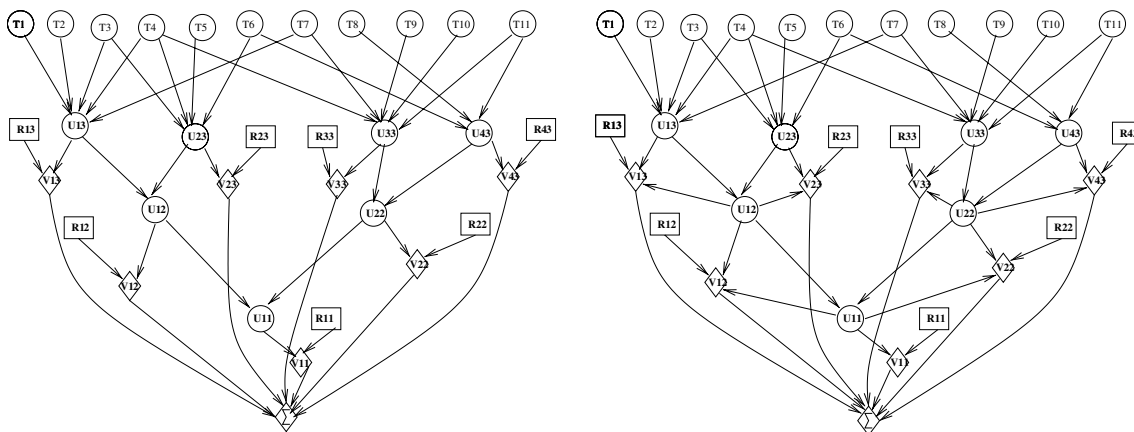 T1 T2 T3 T4 T5 T6 T7 T8 T9 T10 T11
U13 U23 U33 U43
R13 R23 R33 R43
V13 V23 V33 V43
U12 U22
R12 R22
V12 V22
U11 R11
V11
Σ
T1 T2 T3 T4 T5 T6 T7 T8 T9 T10 T11
U13 U23 U33 U43
R13 R23 R33
V13 V23 V33 V43
U12 U22
R12 R22
V12 V22
U11 R11
V11
Σ